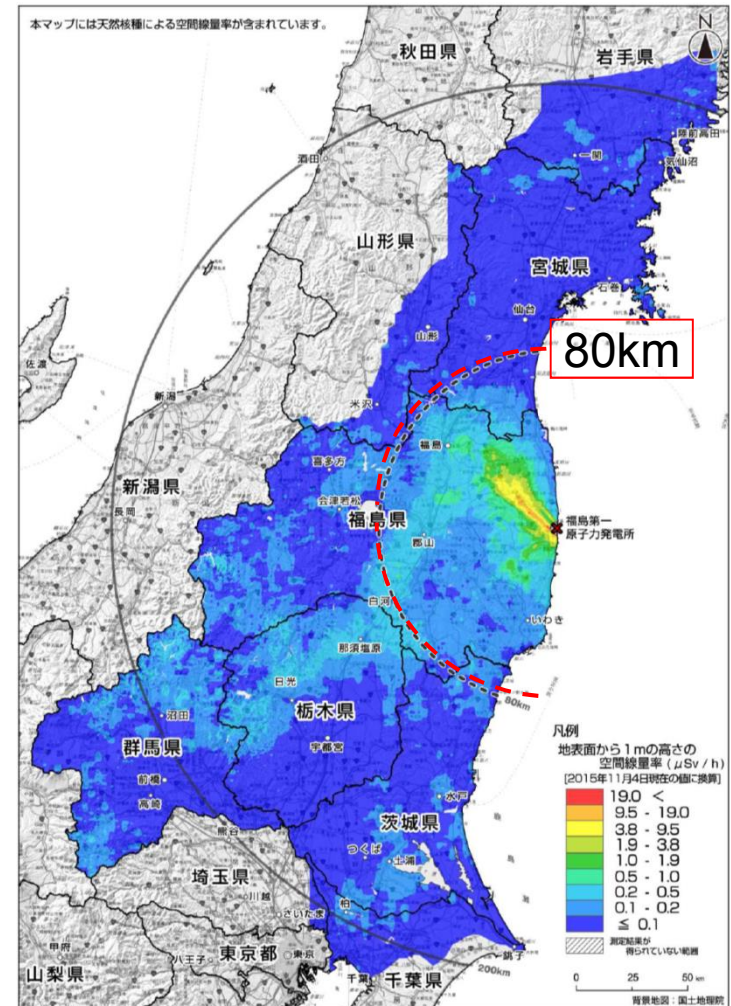 本マップには天然核種による空間線量率が含まれています。
N
秋田県
岩手県
陸前高田
一関
気仙沼
酒田
山形県
宮城県
石巻
仙台
山形
80km
佐渡
新潟
米沢
福島
喜多方
新潟県
会津若松
長岡
福島県
福島第一
原子力発電所
郡山
白河
いわき
那須塩原
日光
80km
沼田
栃木県
群馬県
宇都宮
前橋
高崎
水戸
茨城県
熊谷
つくば
土浦
埼玉県
川越
柏
さいたま
甲府
八王子
東京都
東京
山梨県
千葉
千葉県
銚子
200km
凡例
地表面から1mの高さの
空間線量率 (μSv / h)
[2015年11月4日現在の値に換算]
19.0 <
9.5 - 19.0
3.8 - 9.5
1.9 - 3.8
1.0 - 1.9
0.5 - 1.0
0.2 - 0.5
0.1 - 0.2
≦ 0.1
測定結果が
得られていない範囲
0 25 50 km
背景地図：国土地理院